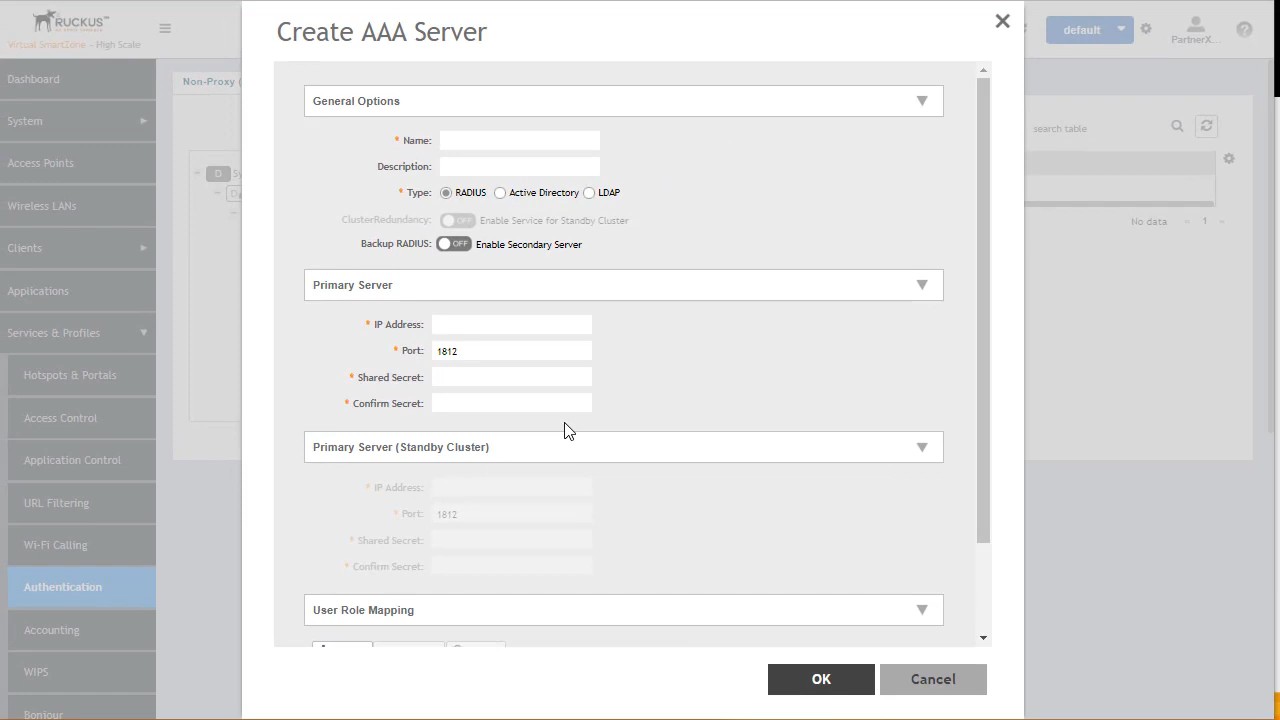 RUCKUS™
Virtual SmartZone - High Scale
default
PartnerX...
Dashboard
System
Access Points
Wireless LANs
Clients
Applications
Services & Profiles
Hotspots & Portals
Access Control
Application Control
URL Filtering
Wi-Fi Calling
Authentication
Accounting
WIPS
Bonjour
Non-Proxy (
D
search table
No data
1
Create AAA Server
General Options
* Name:
Description:
* Type: RADIUS Active Directory LDAP
ClusterRedundancy: OFF Enable Service for Standby Cluster
Backup RADIUS: OFF Enable Secondary Server
Primary Server
* IP Address:
* Port: 1812
* Shared Secret:
* Confirm Secret:
Primary Server (Standby Cluster)
* IP Address:
* Port: 1812
* Shared Secret:
* Confirm Secret:
User Role Mapping
OK
Cancel